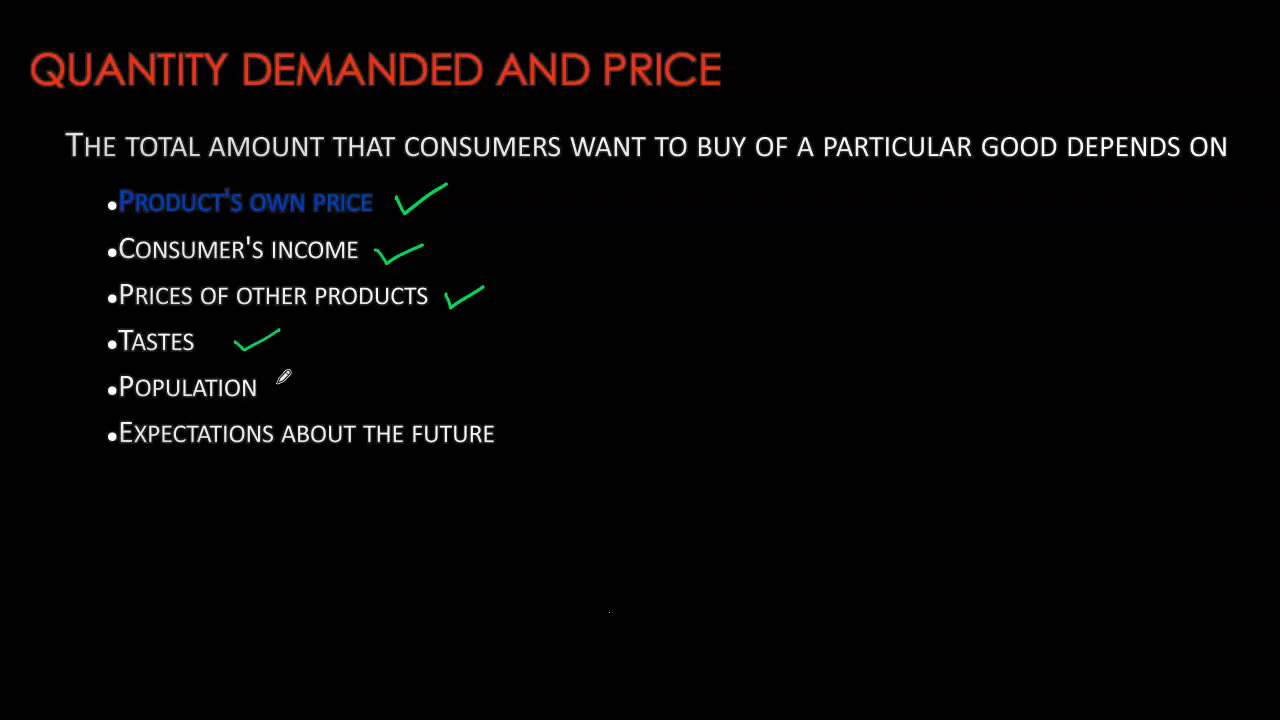 QUANTITY DEMANDED AND PRICE
THE TOTAL AMOUNT THAT CONSUMERS WANT TO BUY OF A PARTICULAR GOOD DEPENDS ON
•PRODUCT'S OWN PRICE
•CONSUMER'S INCOME
•PRICES OF OTHER PRODUCTS
•TASTES
•POPULATION
•EXPECTATIONS ABOUT THE FUTURE